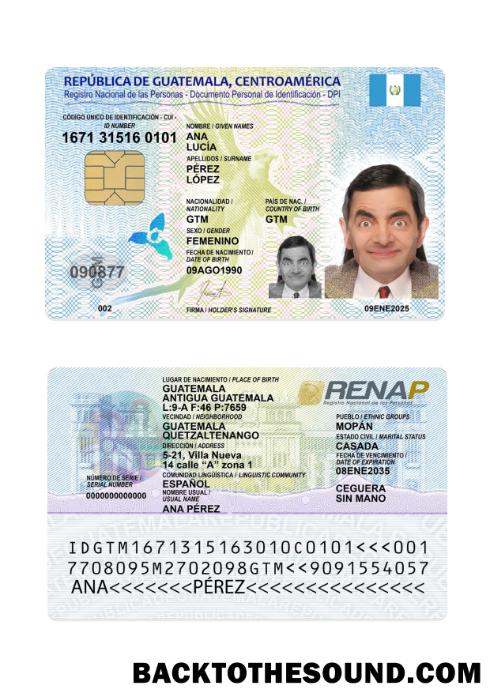 REPÚBLICA DE GUATEMALA, CENTROAMÉRICA
Registro Nacional de las Personas - Documento Personal de Identificación - DPI
CÓDIGO ÚNICO DE IDENTIFICACIÓN - CUI -
ID NUMBER
1671 31516 0101
NOMBRE / GIVEN NAMES
ANA
LUCÍA
APELLIDOS / SURNAME
PÉREZ
LÓPEZ
NACIONALIDAD /
NATIONALITY
GTM
PAÍS DE NAC. /
COUNTRY OF BIRTH
GTM
SEXO / GENDER
FEMENINO
FECHA DE NACIMIENTO /
DATE OF BIRTH
09AGO1990
090877
GTM
002
FIRMA / HOLDER'S SIGNATURE
09ENE2025
LUGAR DE NACIMIENTO / PLACE OF BIRTH
GUATEMALA
ANTIGUA GUATEMALA
L:9-A F:46 P:7659
VECINDAD / NEIGHBORHOOD
GUATEMALA
QUETZALTENANGO
DIRECCIÓN / ADDRESS
5-21, Villa Nueva
14 calle "A" zona 1
COMUNIDAD LINGÜÍSTICA / LINGUISTIC COMMUNITY
ESPAÑOL
NOMBRE USUAL /
USUAL NAME
ANA PÉREZ
NÚMERO DE SERIE /
SERIAL NUMBER
0000000000000
RENAP
Registro Nacional de las Personas
PUEBLO / ETHNIC GROUPS
MOPÁN
ESTADO CIVIL / MARITAL STATUS
CASADA
FECHA DE VENCIMIENTO /
DATE OF EXPIRATION
08ENE2035
CEGUERA
SIN MANO
IDGTM1671315163010C0101<<<001
7708095M2702098GTM<<9091554057
ANA<<<<<<<PÉREZ<<<<<<<<<<<<<<<
BACKTOTHESOUND.COM